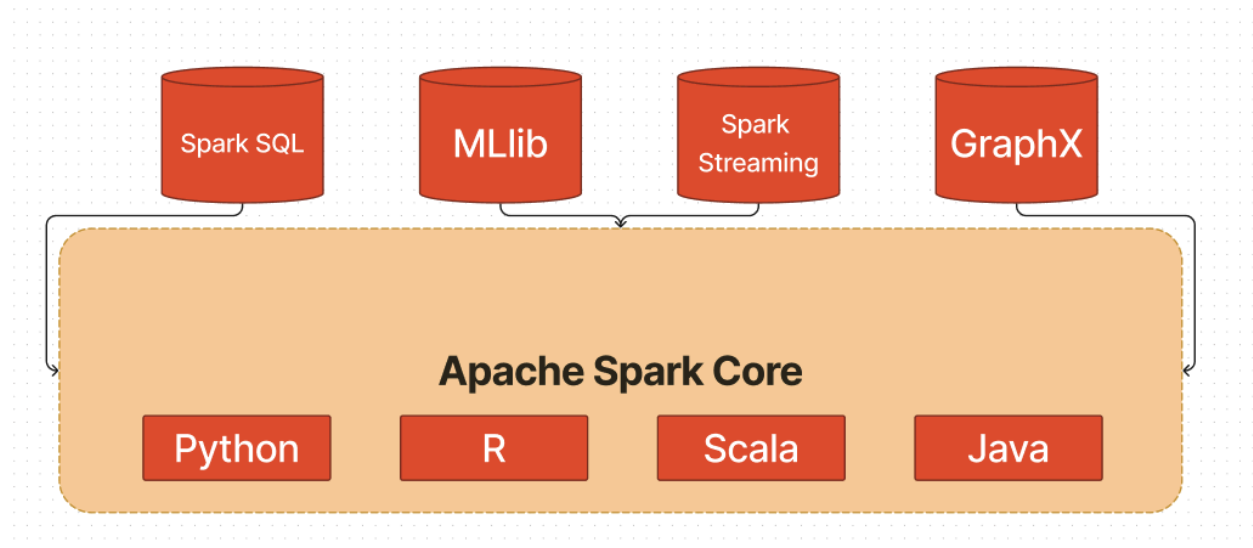 Spark SQL
MLlib
Spark
Streaming
GraphX
Apache Spark Core
Python
R
Scala
Java